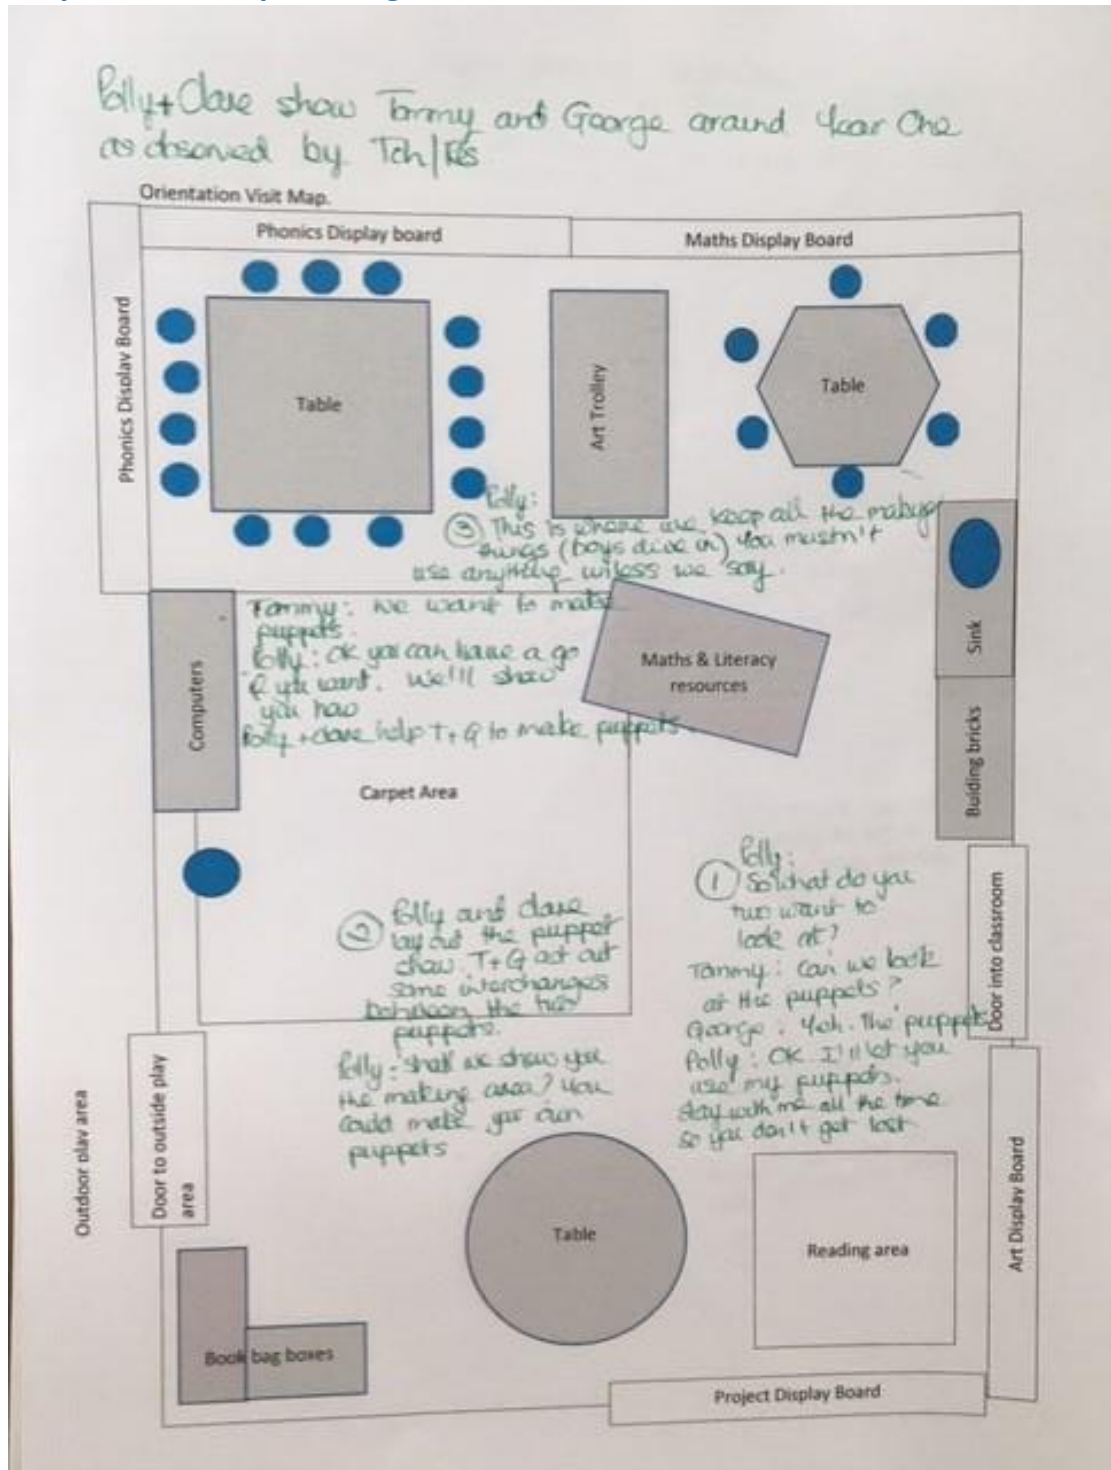 Polly + Clare show Tommy and George around Year One
as observed by Tch/Res
Orientation Visit Map.
Phonics Display board
Maths Display Board
Phonics Display Board
Table
Art Trolley
Table
Polly:
③ This is where we keep all the making
things (boys dive in) You mustn't
use anything unless we say.
Tommy: we want to make
puppets.
Polly: OK you can have a go
if you want. We'll show
you how
Polly + Clare help T + G to make puppets.
Computers
Maths & Literacy
resources
Sink
Buiding bricks
Carpet Area
Polly:
① So what do you
two want to
look at?
Tommy: Can we look
at the puppets?
George: Yeh. The puppets
Polly: OK I'll let you
use my puppets.
Stay with me all the time
so you don't get lost.
② Polly and Clare
lay out the puppet
show. T + G act out
some interchanges
between the two
puppets.
Polly: Shall we show you
the making area? You
could make your own
puppets
Door into classroom
Outdoor play area
Door to outside play
area
Table
Reading area
Art Display Board
Book bag boxes
Project Display Board